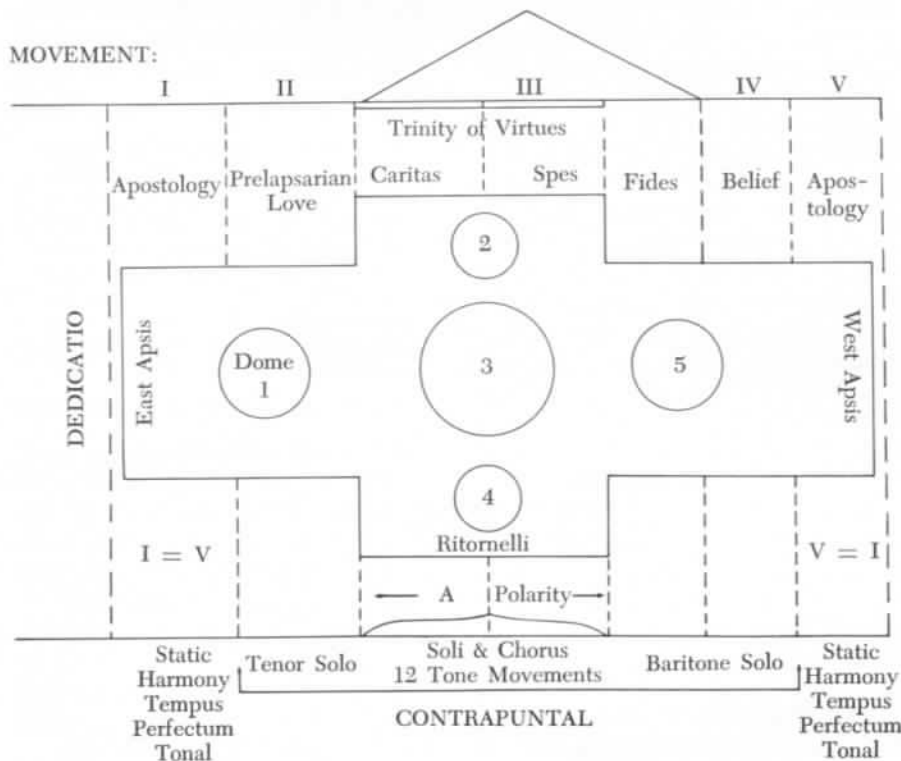 MOVEMENT:
I II III IV V
Trinity of Virtues
Apostology Prelapsarian Love Caritas Spes Fides Belief Apos-
tology
2
DEDICATIO
East Apsis
Dome
1
3
5
West Apsis
4
Ritornelli
I = V
V = I
A Polarity
Static
Harmony
Tempus
Perfectum
Tonal
Tenor Solo
Soli & Chorus
12 Tone Movements
Baritone Solo
Static
Harmony
Tempus
Perfectum
Tonal
CONTRAPUNTAL